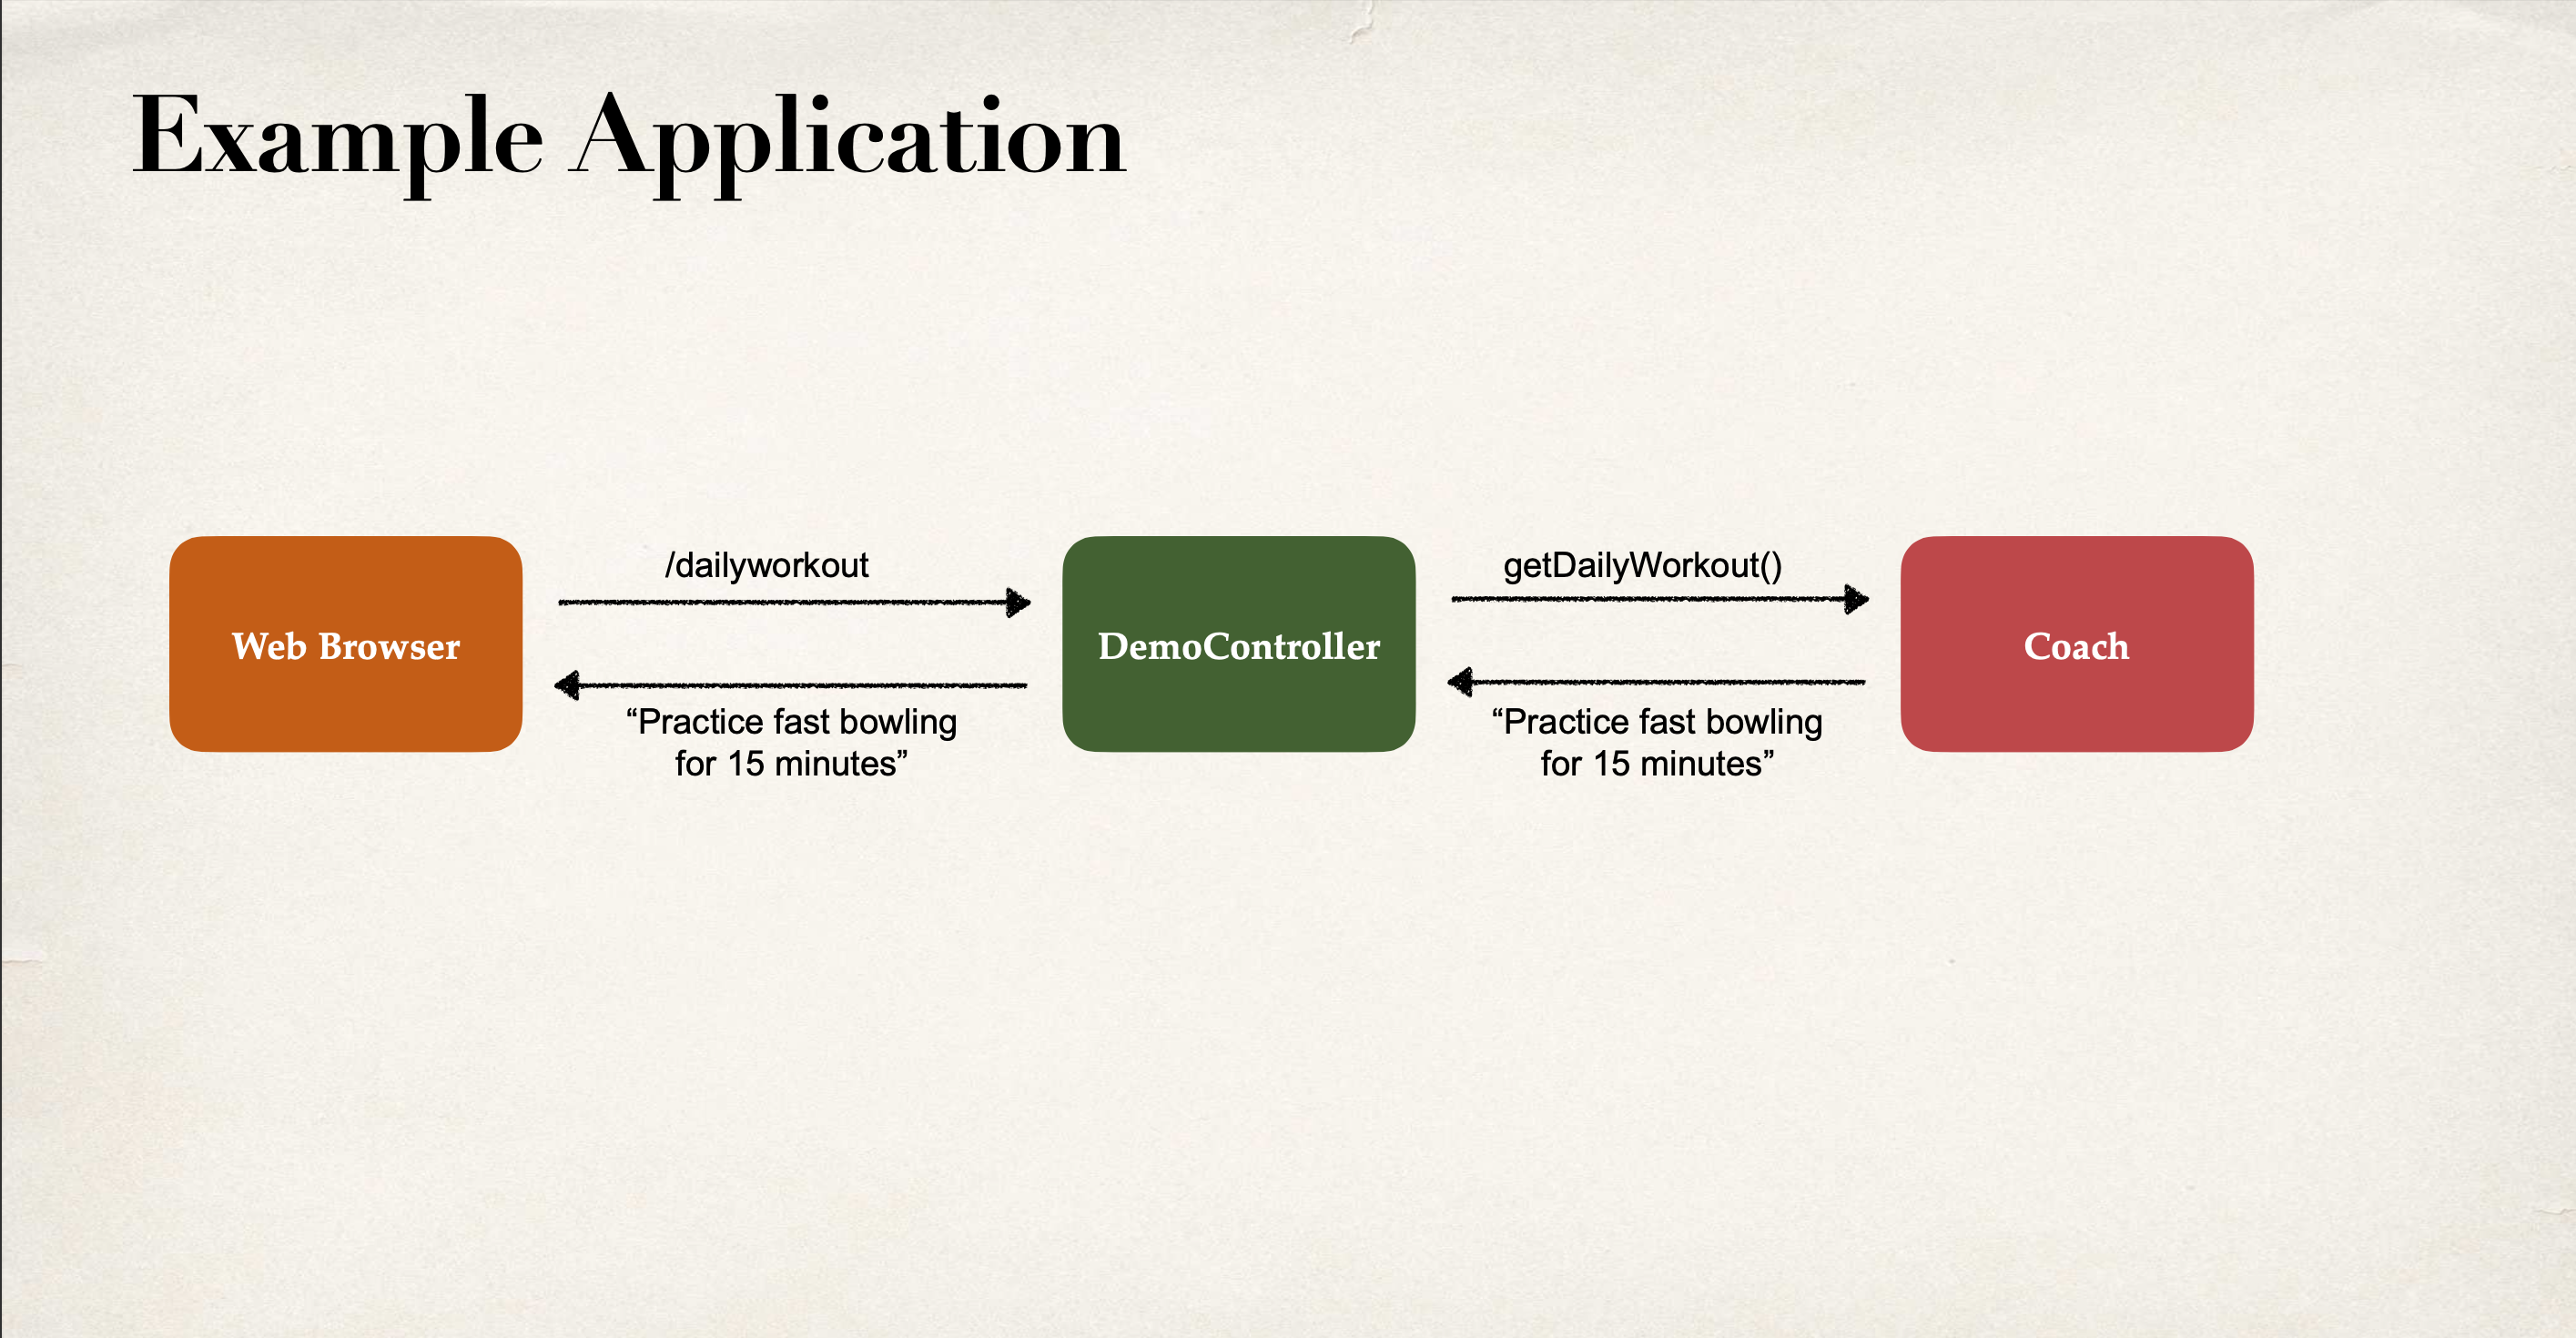 Example Application
/dailyworkout
getDailyWorkout()
Web Browser
DemoController
Coach
“Practice fast bowling
for 15 minutes”
“Practice fast bowling
for 15 minutes”